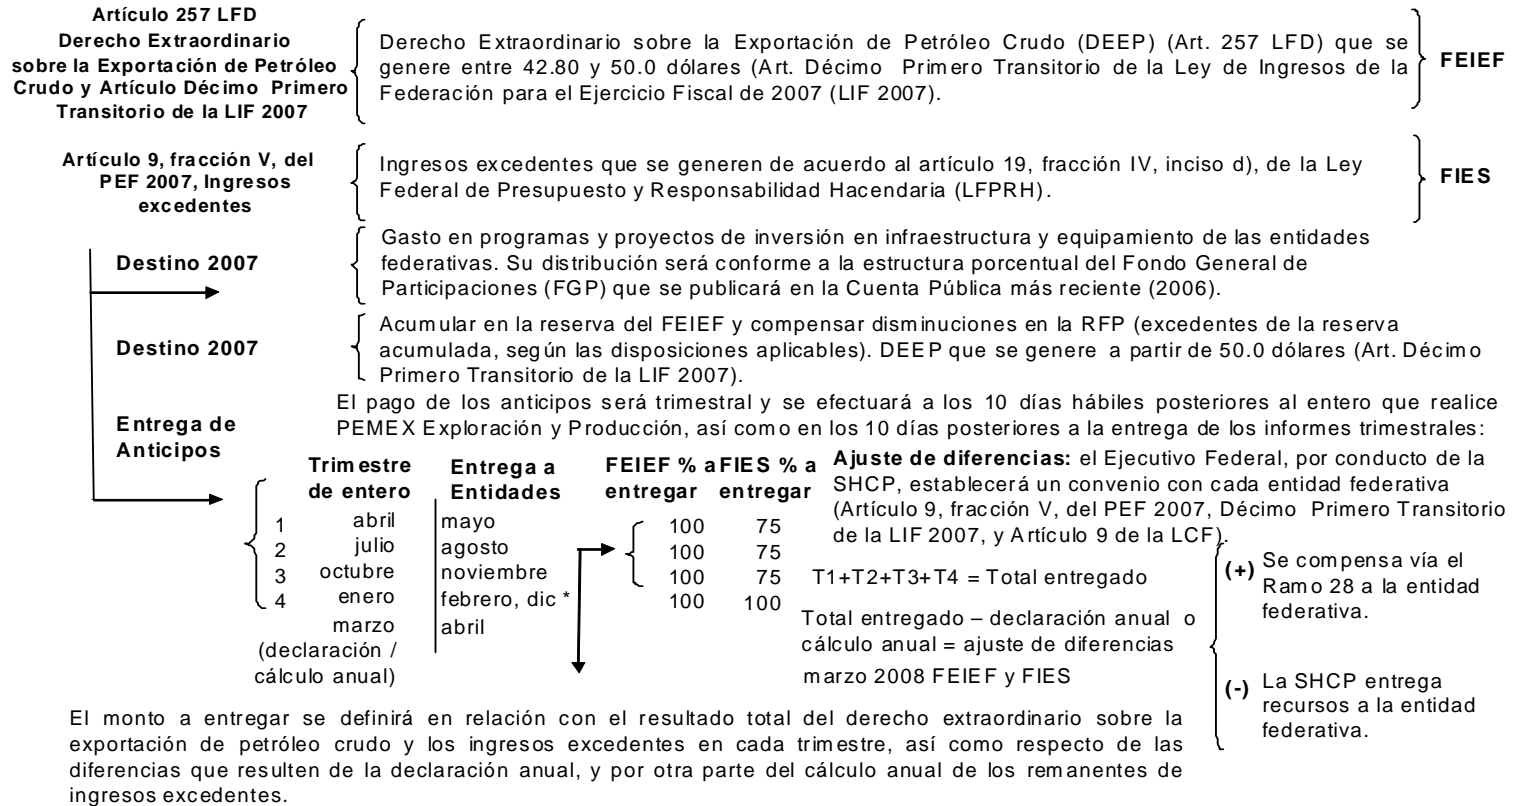 Artículo 257 LFD
Derecho Extraordinario
sobre la Exportación de Petróleo
Crudo y Artículo Décimo Primero
Transitorio de la LIF 2007
Derecho Extraordinario sobre la Exportación de Petróleo Crudo (DEEP) (Art. 257 LFD) que se
genere entre 42.80 y 50.0 dólares (Art. Décimo Primero Transitorio de la Ley de Ingresos de la
Federación para el Ejercicio Fiscal de 2007 (LIF 2007).
FEIEF
Artículo 9, fracción V, del
PEF 2007, Ingresos
excedentes
Ingresos excedentes que se generen de acuerdo al artículo 19, fracción IV, inciso d), de la Ley
Federal de Presupuesto y Responsabilidad Hacendaria (LFPRH).
FIES
Destino 2007
Gasto en programas y proyectos de inversión en infraestructura y equipamiento de las entidades
federativas. Su distribución será conforme a la estructura porcentual del Fondo General de
Participaciones (FGP) que se publicará en la Cuenta Pública más reciente (2006).
Destino 2007
Acumular en la reserva del FEIEF y compensar disminuciones en la RFP (excedentes de la reserva
acumulada, según las disposiciones aplicables). DEEP que se genere a partir de 50.0 dólares (Art. Décimo
Primero Transitorio de la LIF 2007).
Entrega de
Anticipos
El pago de los anticipos será trimestral y se efectuará a los 10 días hábiles posteriores al entero que realice
PEMEX Exploración y Producción, así como en los 10 días posteriores a la entrega de los informes trimestrales:
Trimestre de entero Entrega a Entidades FEIEF % a entregar FIES % a entregar
1 abril mayo 100 75
2 julio agosto 100 75
3 octubre noviembre 100 75
4 enero febrero, dic * 100 100
marzo abril
(declaración /
cálculo anual)
Ajuste de diferencias: el Ejecutivo Federal, por conducto de la
SHCP, establecerá un convenio con cada entidad federativa
(Artículo 9, fracción V, del PEF 2007, Décimo Primero Transitorio
de la LIF 2007, y Artículo 9 de la LCF).
T1+T2+T3+T4 = Total entregado
Total entregado – declaración anual o
cálculo anual = ajuste de diferencias
marzo 2008 FEIEF y FIES
(+) Se compensa vía el
Ramo 28 a la entidad
federativa.
(-) La SHCP entrega
recursos a la entidad
federativa.
El monto a entregar se definirá en relación con el resultado total del derecho extraordinario sobre la
exportación de petróleo crudo y los ingresos excedentes en cada trimestre, así como respecto de las
diferencias que resulten de la declaración anual, y por otra parte del cálculo anual de los remanentes de
ingresos excedentes.